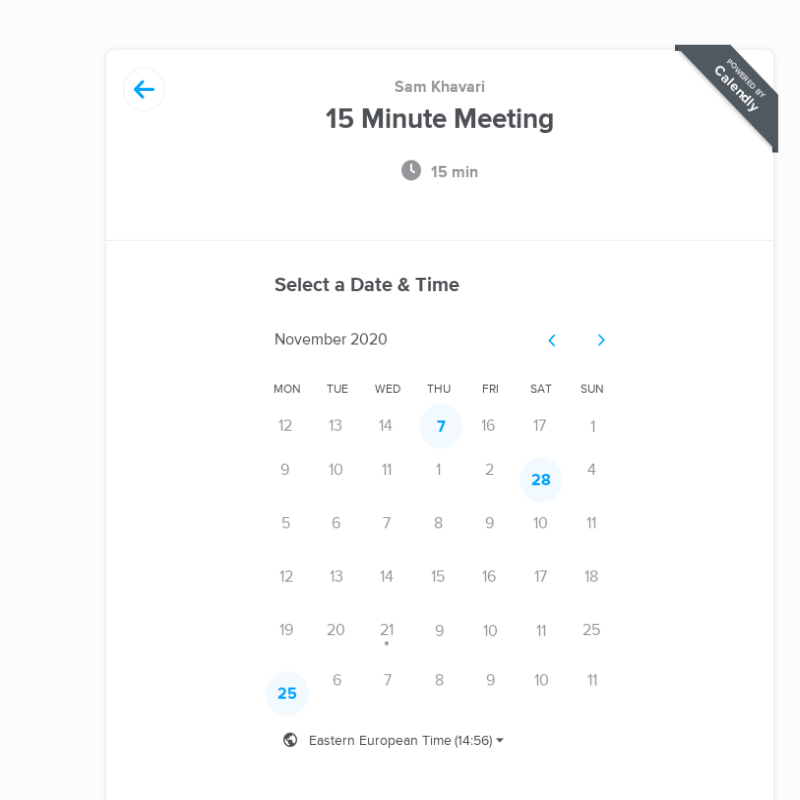 POWERED BY
Calendly
Sam Khavari
15 Minute Meeting
15 min
Select a Date & Time
November 2020
MON TUE WED THU FRI SAT SUN
12 13 14 7 16 17 1
9 10 11 1 2 28 4
5 6 7 8 9 10 11
12 13 14 15 16 17 18
19 20 21 9 10 11 25
25 6 7 8 9 10 11
Eastern European Time (14:56)